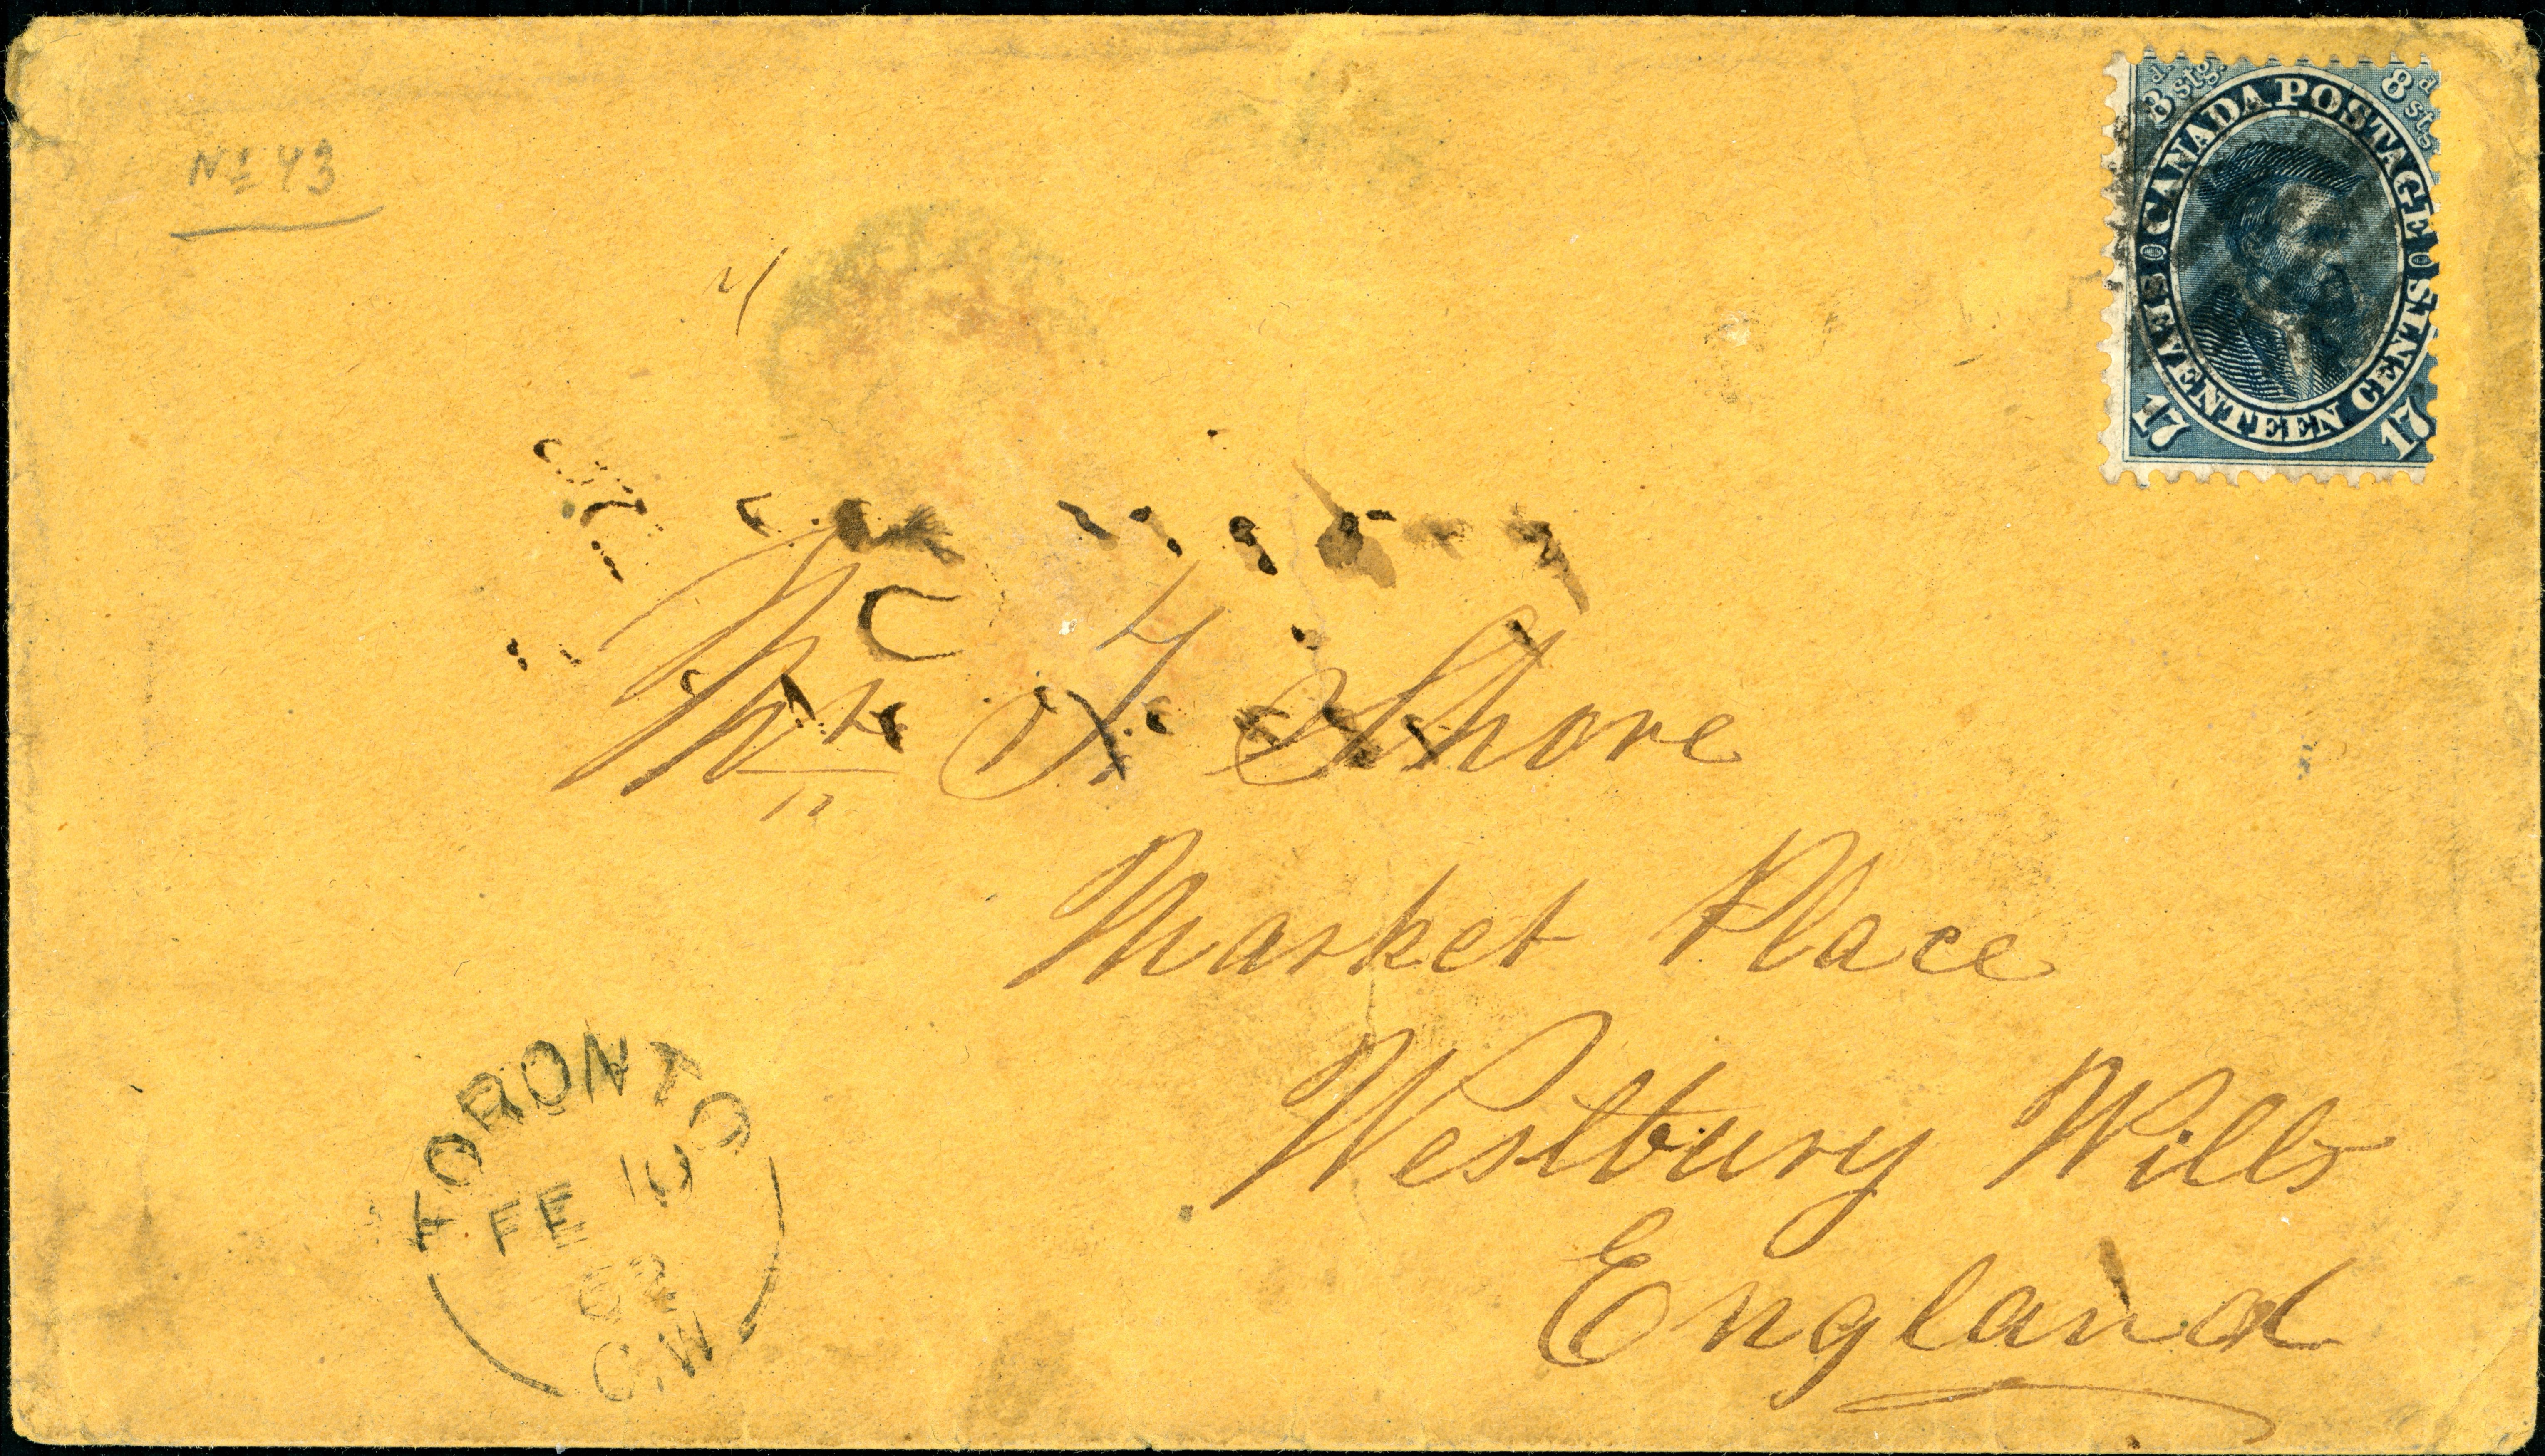 No 43
8d stg. 8d stg.
CANADA POSTAGE
SEVENTEEN CENTS
17 17
Mr Shore
Market Place
Westbury Wills
England
TORONTO
FE 10
62
C.W